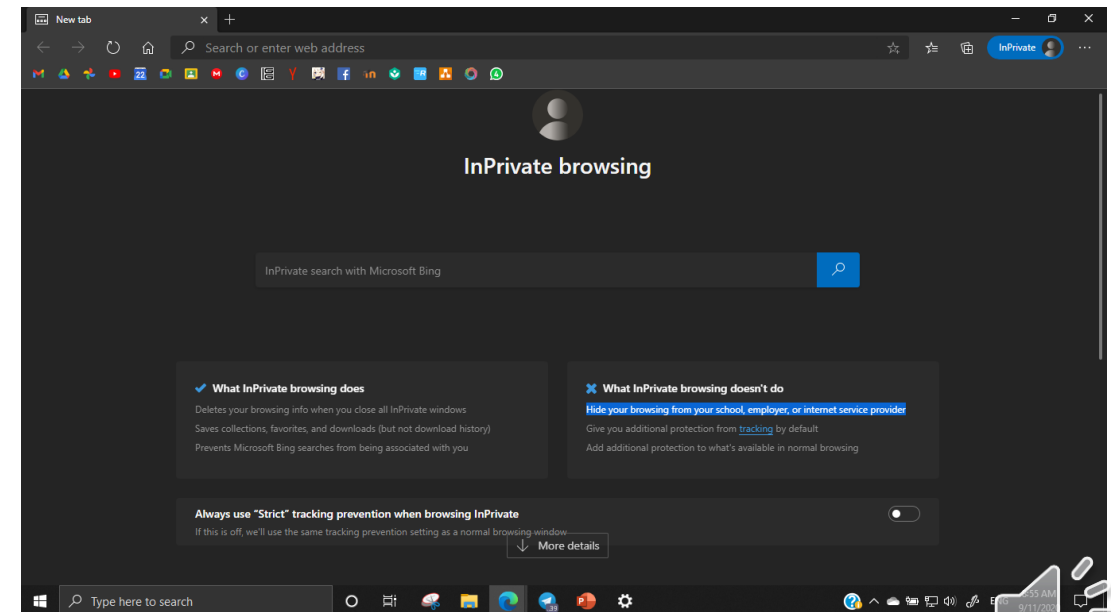 New tab
Search or enter web address
InPrivate
22
InPrivate browsing
InPrivate search with Microsoft Bing
What InPrivate browsing does
Deletes your browsing info when you close all InPrivate windows
Saves collections, favorites, and downloads (but not download history)
Prevents Microsoft Bing searches from being associated with you
What InPrivate browsing doesn't do
Hide your browsing from your school, employer, or internet service provider
Give you additional protection from tracking by default
Add additional protection to what's available in normal browsing
Always use "Strict" tracking prevention when browsing InPrivate
If this is off, we'll use the same tracking prevention setting as a normal browsing window
More details
Type here to search